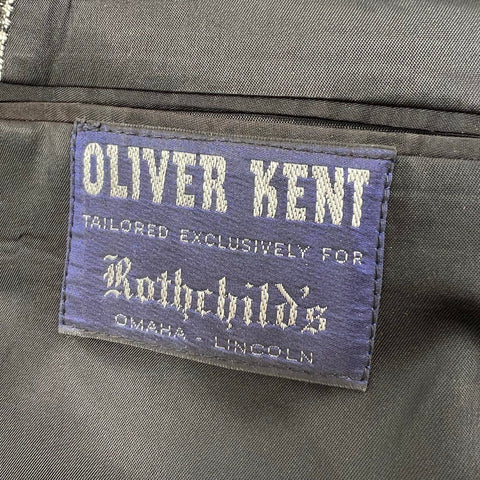 OLIVER KENT
TAILORED EXCLUSIVELY FOR
Rothchild's
OMAHA - LINCOLN